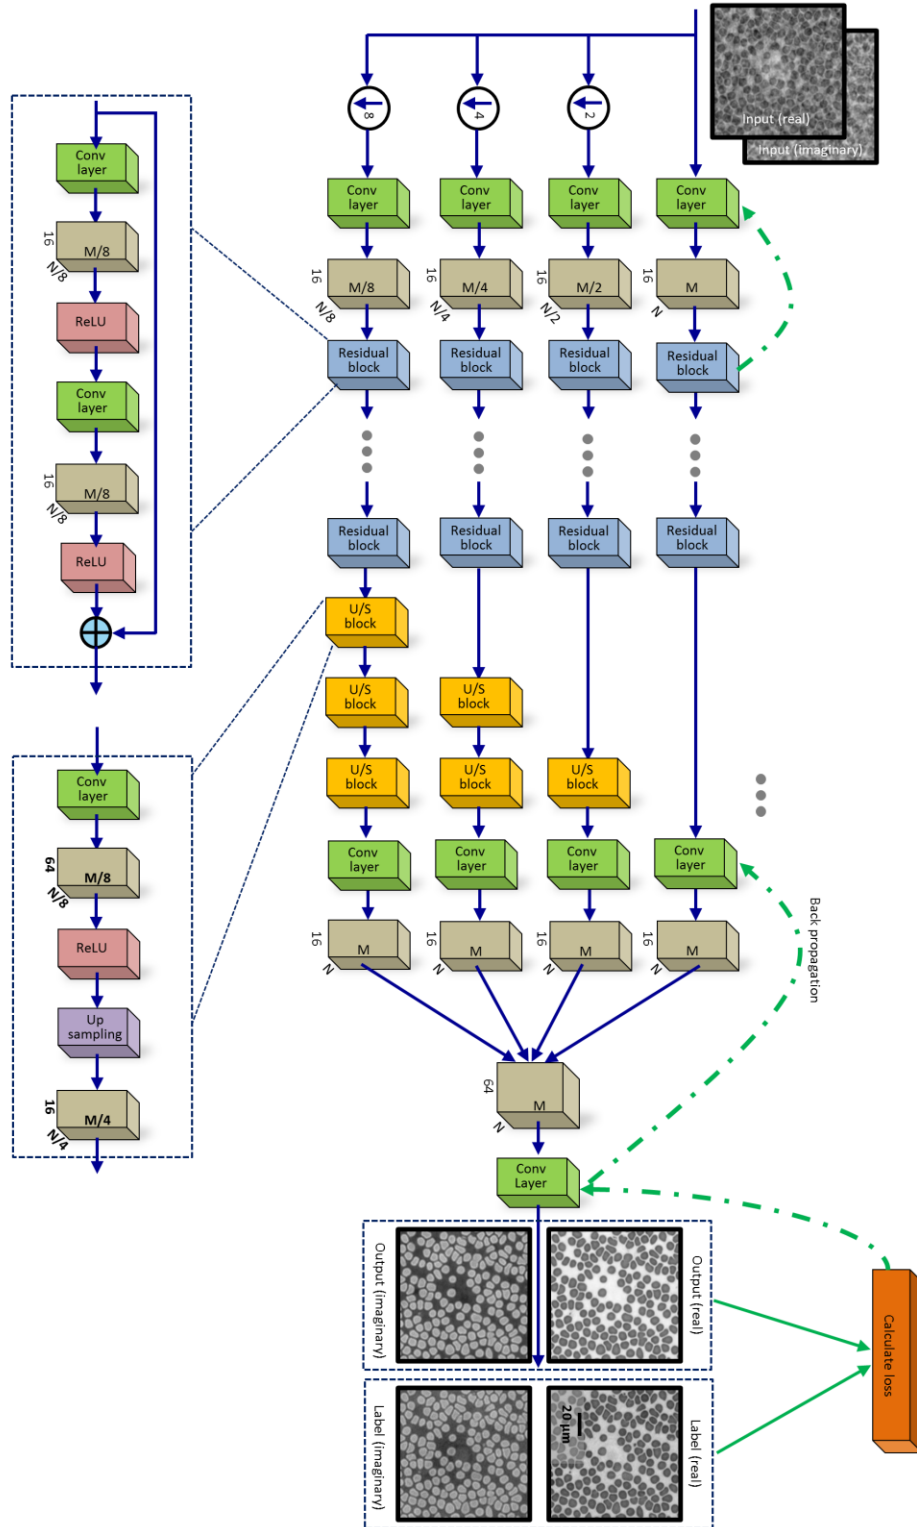 Input (real)
Input (imaginary)
8
4
2
Conv
layer
Conv
layer
Conv
layer
Conv
layer
M/8
16
N/8
M/4
16
N/4
M/2
16
N/2
M
16
N
Residual
block
Residual
block
Residual
block
Residual
block
Residual
block
Residual
block
Residual
block
Residual
block
U/S
block
U/S
block
U/S
block
U/S
block
U/S
block
U/S
block
Conv
layer
Conv
layer
Conv
layer
Conv
layer
M
16
N
M
16
N
M
16
N
M
16
N
M
64
N
Conv
Layer
Back propagation
Output (imaginary)
Output (real)
Label (imaginary)
Label (real)
20 μm
Calculate loss
Conv
layer
M/8
16
N/8
ReLU
Conv
layer
M/8
16
N/8
ReLU
Conv
layer
M/8
64
N/8
ReLU
Up
sampling
M/4
16
N/4